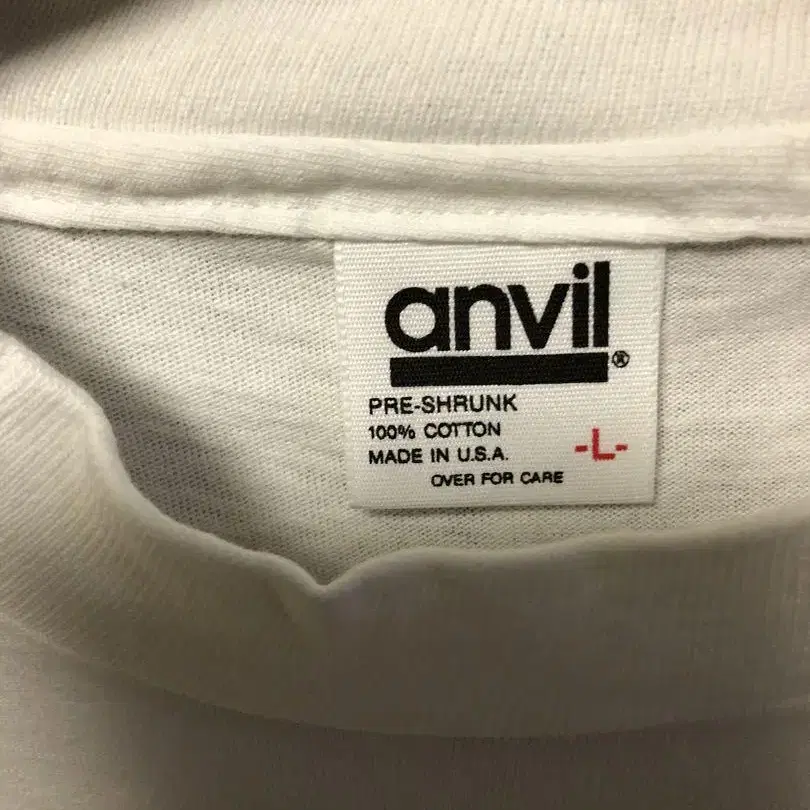 anvil®
PRE-SHRUNK
100% COTTON
MADE IN U.S.A.
-L-
OVER FOR CARE